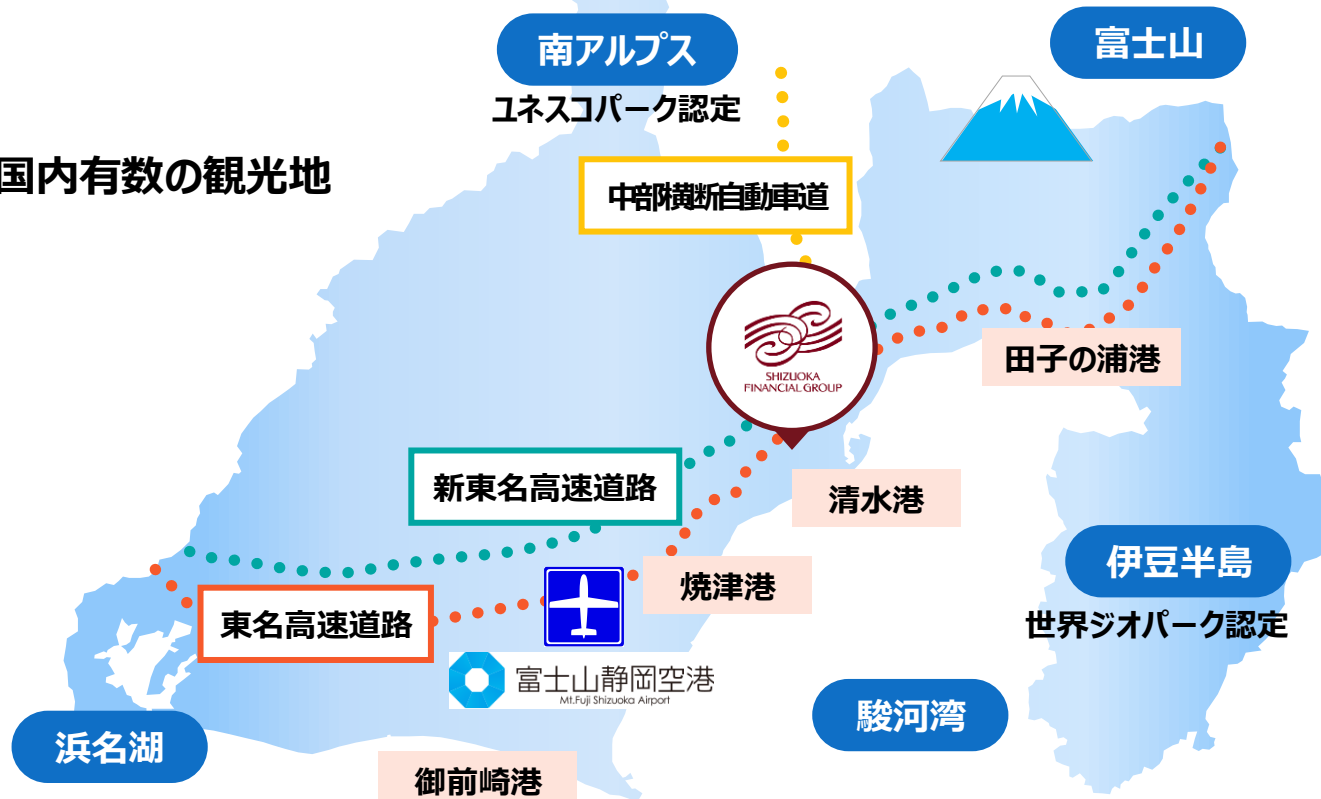 南アルプス
富士山
ユネスコパーク認定
国内有数の観光地
中部横断自動車道
SHIZUOKA
FINANCIAL GROUP
田子の浦港
新東名高速道路
清水港
伊豆半島
焼津港
世界ジオパーク認定
東名高速道路
富士山静岡空港
Mt.Fuji Shizuoka Airport
駿河湾
浜名湖
御前崎港